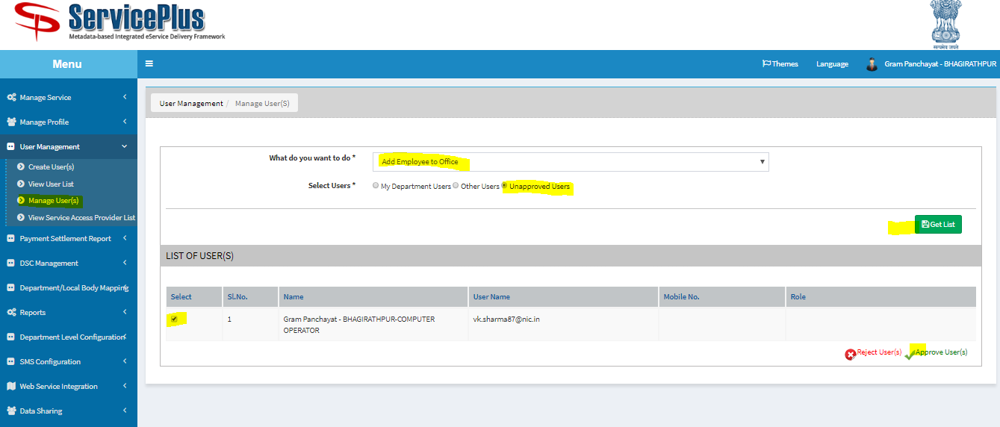 ServicePlus
Metadata-based Integrated eService Delivery Framework
सत्यमेव जयते
Menu
Themes Language Gram Panchayat - BHAGIRATHPUR
Manage Service
Manage Profile
User Management
Create User(s)
View User List
Manage User(s)
View Service Access Provider List
Payment Settlement Report
DSC Management
Department/Local Body Mapping
Reports
Department Level Configuration
SMS Configuration
Web Service Integration
Data Sharing
User Management / Manage User(S)
What do you want to do * Add Employee to Office
Select Users * My Department Users Other Users Unapproved Users
Get List
LIST OF USER(S)
Select Sl.No. Name User Name Mobile No. Role
1 Gram Panchayat - BHAGIRATHPUR-COMPUTER vk.sharma87@nic.in
OPERATOR
Reject User(s) Approve User(s)